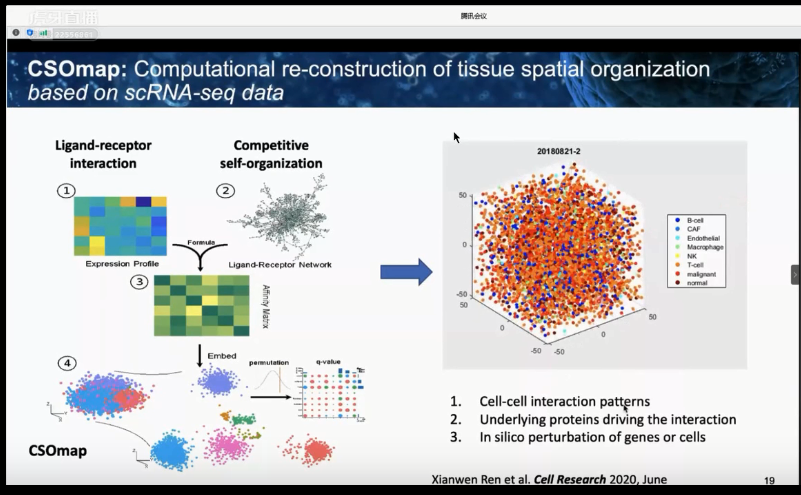 腾讯会议
虎牙直播
CSOmap: Computational re-construction of tissue spatial organization
based on scRNA-seq data
Ligand-receptor
interaction
Competitive
self-organization
1
2
Expression Profile
Formula
Ligand-Receptor Network
3
Affinity Matrix
Embed
4
permutation
q-value
CSOmap
20180821-2
50
0
-50
50
0
-50
-50
0
50
B-cell
CAF
Endothelial
Macrophage
NK
T-cell
malignant
normal
1. Cell-cell interaction patterns
2. Underlying proteins driving the interaction
3. In silico perturbation of genes or cells
Xianwen Ren et al. Cell Research 2020, June
19